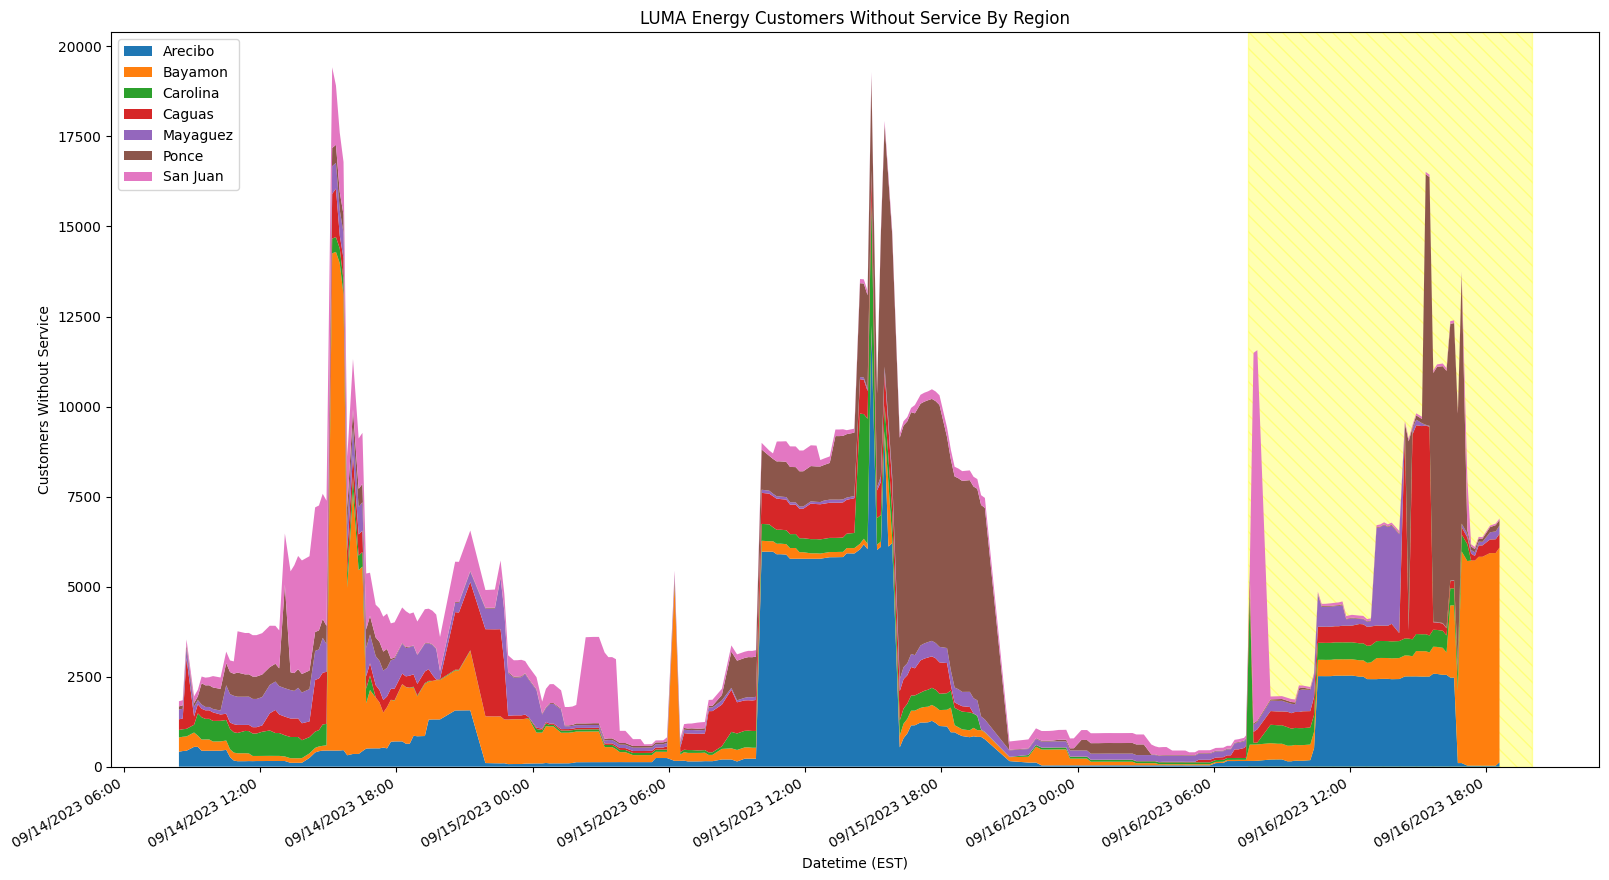 LUMA Energy Customers Without Service By Region
Arecibo
Bayamon
Carolina
Caguas
Mayaguez
Ponce
San Juan
Customers Without Service
20000
17500
15000
12500
10000
7500
5000
2500
0
09/14/2023 06:00
09/14/2023 12:00
09/14/2023 18:00
09/15/2023 00:00
09/15/2023 06:00
09/15/2023 12:00
09/15/2023 18:00
09/16/2023 00:00
09/16/2023 06:00
09/16/2023 12:00
09/16/2023 18:00
Datetime (EST)